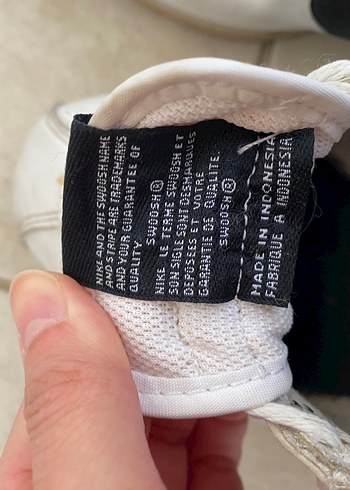 NIKE AND THE SWOOSH NAME
AND STRIPE ARE TRADEMARKS
AND YOUR GUARANTEE OF
QUALITY
SWOOSH®
NIKE LE TERME SWOOSH ET
SON SIGLE SONT DES MARQUES
DEPOSEES ET VOTRE
GARANTIE DE QUALITE.
SWOOSH®
MADE IN INDONESIA
FABRIQUE A INDONESIA